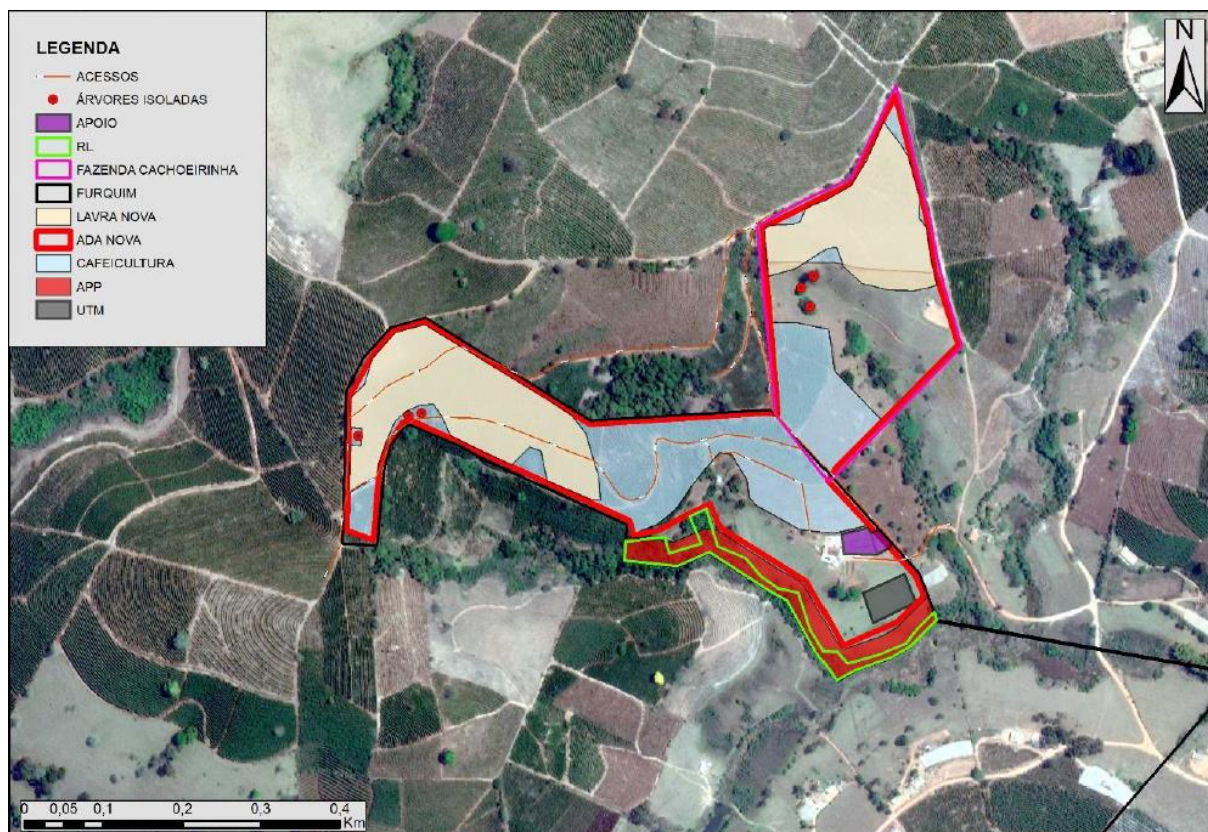 LEGENDA
ACESSOS
ÁRVORES ISOLADAS
APOIO
RL
FAZENDA CACHOEIRINHA
FURQUIM
LAVRA NOVA
ADA NOVA
CAFEICULTURA
APP
UTM
N
0 0,05 0,1 0,2 0,3 0,4
Km